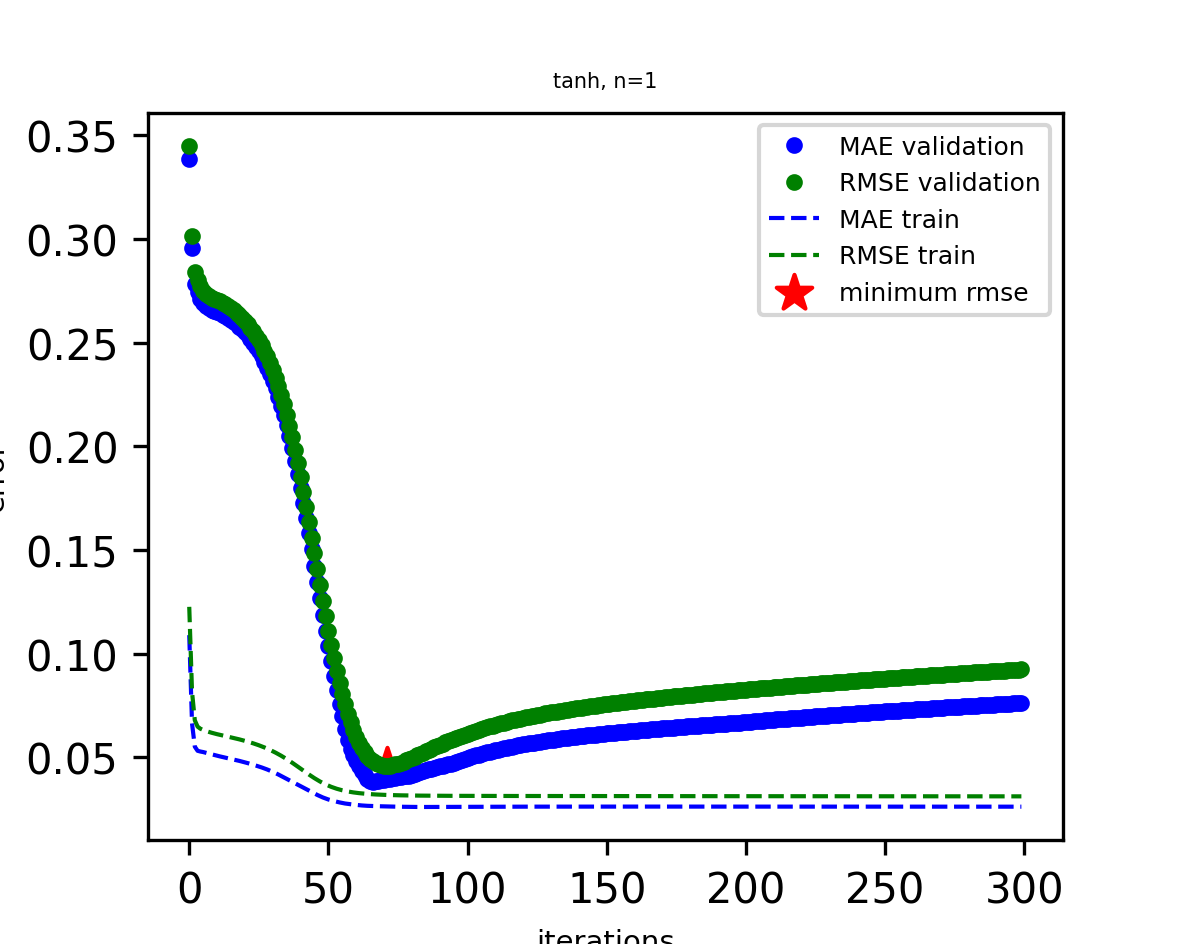 tanh, n=1
0.35
0.30
0.25
0.20
0.15
0.10
0.05
MAE validation
RMSE validation
MAE train
RMSE train
minimum rmse
0 50 100 150 200 250 300
iterations